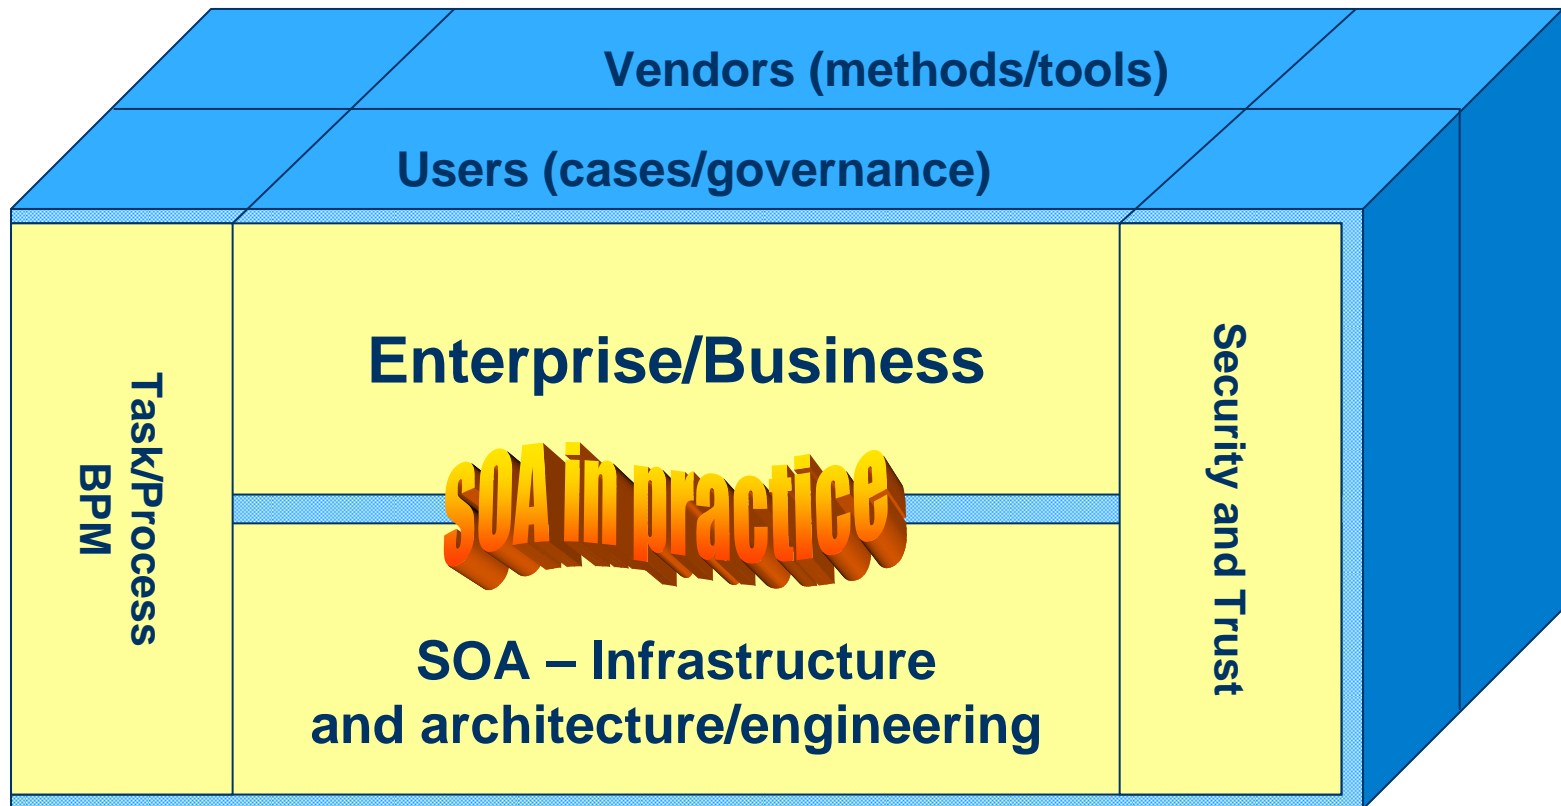 Vendors (methods/tools)
Users (cases/governance)
Task/Process
BPM
Enterprise/Business
SOA in practice
SOA – Infrastructure
and architecture/engineering
Security and Trust